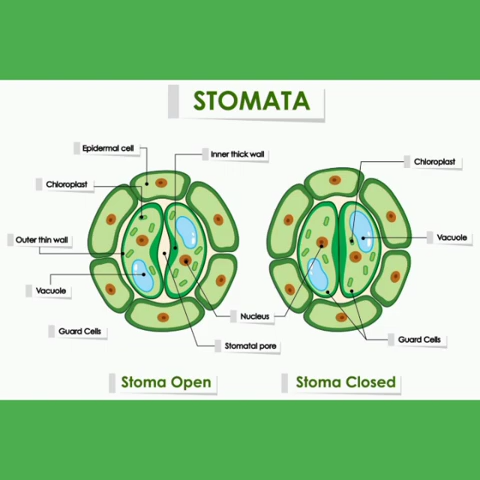 STOMATA
Epidermal cell
Inner thick wall
Chloroplast
Chloroplast
Outer thin wall
Vacuole
Vacuole
Nucleus
Guard Cells
Stomatal pore
Guard Cells
Stoma Open
Stoma Closed